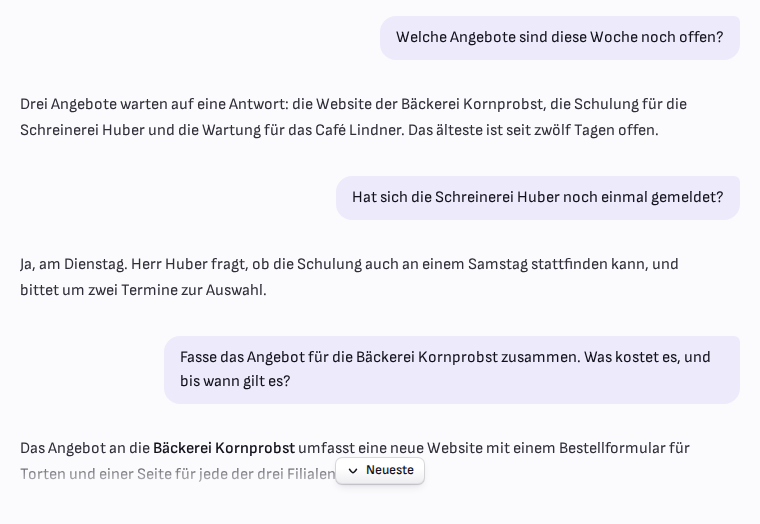 Welche Angebote sind diese Woche noch offen?
Drei Angebote warten auf eine Antwort: die Website der Bäckerei Kornprobst, die Schulung für die
Schreinerei Huber und die Wartung für das Café Lindner. Das älteste ist seit zwölf Tagen offen.
Hat sich die Schreinerei Huber noch einmal gemeldet?
Ja, am Dienstag. Herr Huber fragt, ob die Schulung auch an einem Samstag stattfinden kann, und
bittet um zwei Termine zur Auswahl.
Fasse das Angebot für die Bäckerei Kornprobst zusammen. Was kostet es, und
bis wann gilt es?
Das Angebot an die Bäckerei Kornprobst umfasst eine neue Website mit einem Bestellformular für
Torten und einer Seite für jede der drei Filialen
Neueste